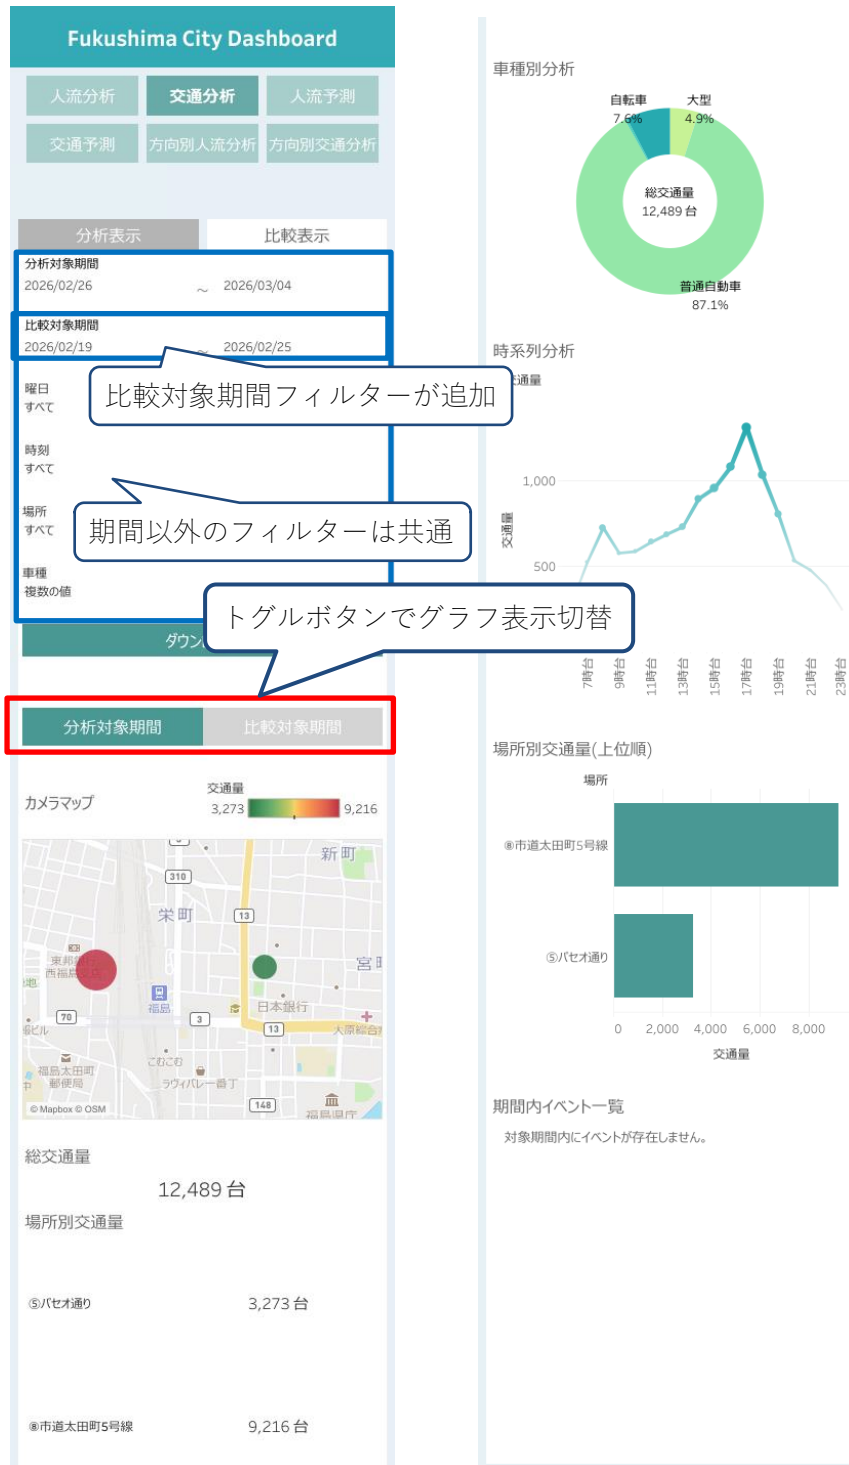 Fukushima City Dashboard
人流分析
交通分析
人流予測
交通予測
方向別人流分析
方向別交通分析
分析表示
比較表示
分析対象期間
2026/02/26
～
2026/03/04
比較対象期間
2026/02/19
～
2026/02/25
比較対象期間フィルターが追加
曜日
すべて
時刻
すべて
場所
すべて
期間以外のフィルターは共通
車種
複数の値
トグルボタンでグラフ表示切替
ダウン
分析対象期間
比較対象期間
カメラマップ
交通量
3,273
9,216
新町
310
栄町
13
東邦
西福島
宮
福島
日本銀行
70
3
13
ビル
大原綜合
福島太田町
郵便局
こむこむ
ラヴィバレー一番丁
148
福島県庁
© Mapbox © OSM
総交通量
12,489 台
場所別交通量
⑤パセオ通り
3,273 台
⑧市道太田町5号線
9,216 台
車種別分析
自転車
7.6%
大型
4.9%
総交通量
12,489 台
普通自動車
87.1%
時系列分析
交通量
1,000
500
交通量
7時台
9時台
11時台
13時台
15時台
17時台
19時台
21時台
23時台
場所別交通量(上位順)
場所
⑧市道太田町5号線
⑤パセオ通り
0
2,000
4,000
6,000
8,000
交通量
期間内イベント一覧
対象期間内にイベントが存在しません。